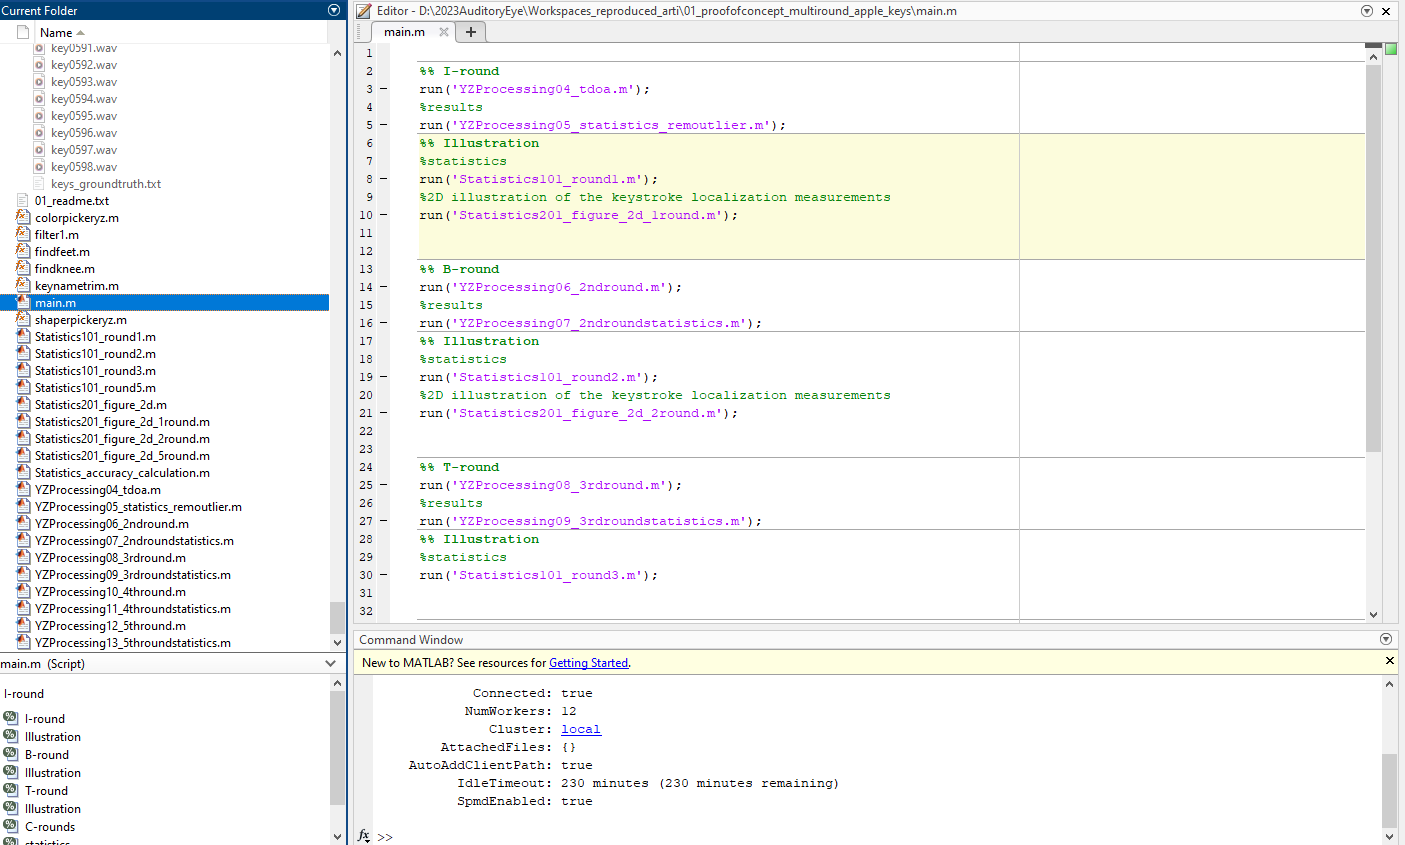 Current Folder
Name
key0591.wav
key0592.wav
key0593.wav
key0594.wav
key0595.wav
key0596.wav
key0597.wav
key0598.wav
keys_groundtruth.txt
01_readme.txt
colorpickeryz.m
filter1.m
findfeet.m
findknee.m
keynametrim.m
main.m
shaperpickeryz.m
Statistics101_round1.m
Statistics101_round2.m
Statistics101_round3.m
Statistics101_round5.m
Statistics201_figure_2d.m
Statistics201_figure_2d_1round.m
Statistics201_figure_2d_2round.m
Statistics201_figure_2d_5round.m
Statistics_accuracy_calculation.m
YZProcessing04_tdoa.m
YZProcessing05_statistics_remoutlier.m
YZProcessing06_2ndround.m
YZProcessing07_2ndroundstatistics.m
YZProcessing08_3rdround.m
YZProcessing09_3rdroundstatistics.m
YZProcessing10_4thround.m
YZProcessing11_4throundstatistics.m
YZProcessing12_5thround.m
YZProcessing13_5throundstatistics.m
main.m (Script)
I-round
I-round
Illustration
B-round
Illustration
T-round
Illustration
C-rounds
statistics
Editor - D:\2023AuditoryEye\Workspaces_reproduced_arti\01_proofofconcept_multiround_apple_keys\main.m
main.m
1
2 %% I-round
3 – run('YZProcessing04_tdoa.m');
4 %results
5 – run('YZProcessing05_statistics_remoutlier.m');
6 %% Illustration
7 %statistics
8 – run('Statistics101_round1.m');
9 %2D illustration of the keystroke localization measurements
10 – run('Statistics201_figure_2d_1round.m');
11
12
13 %% B-round
14 – run('YZProcessing06_2ndround.m');
15 %results
16 – run('YZProcessing07_2ndroundstatistics.m');
17 %% Illustration
18 %statistics
19 – run('Statistics101_round2.m');
20 %2D illustration of the keystroke localization measurements
21 – run('Statistics201_figure_2d_2round.m');
22
23
24 %% T-round
25 – run('YZProcessing08_3rdround.m');
26 %results
27 – run('YZProcessing09_3rdroundstatistics.m');
28 %% Illustration
29 %statistics
30 – run('Statistics101_round3.m');
31
32
Command Window
New to MATLAB? See resources for Getting Started.
Connected: true
NumWorkers: 12
Cluster: local
AttachedFiles: {}
AutoAddClientPath: true
IdleTimeout: 230 minutes (230 minutes remaining)
SpmdEnabled: true
fx >>